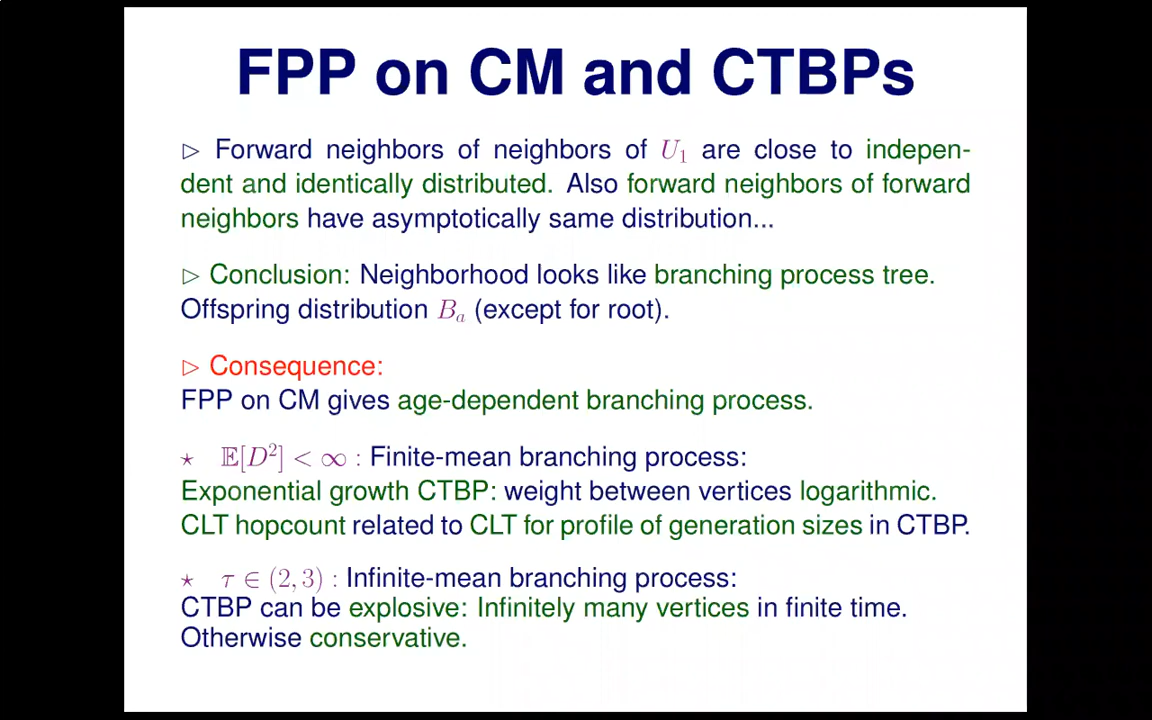 FPP on CM and CTBPs
▷ Forward neighbors of neighbors of U₁ are close to indepen-
dent and identically distributed. Also forward neighbors of forward
neighbors have asymptotically same distribution...
▷ Conclusion: Neighborhood looks like branching process tree.
Offspring distribution Bₐ (except for root).
▷ Consequence:
FPP on CM gives age-dependent branching process.
⋆ 𝔼[D²] < ∞ : Finite-mean branching process:
Exponential growth CTBP: weight between vertices logarithmic.
CLT hopcount related to CLT for profile of generation sizes in CTBP.
⋆ τ ∈ (2, 3) : Infinite-mean branching process:
CTBP can be explosive: Infinitely many vertices in finite time.
Otherwise conservative.